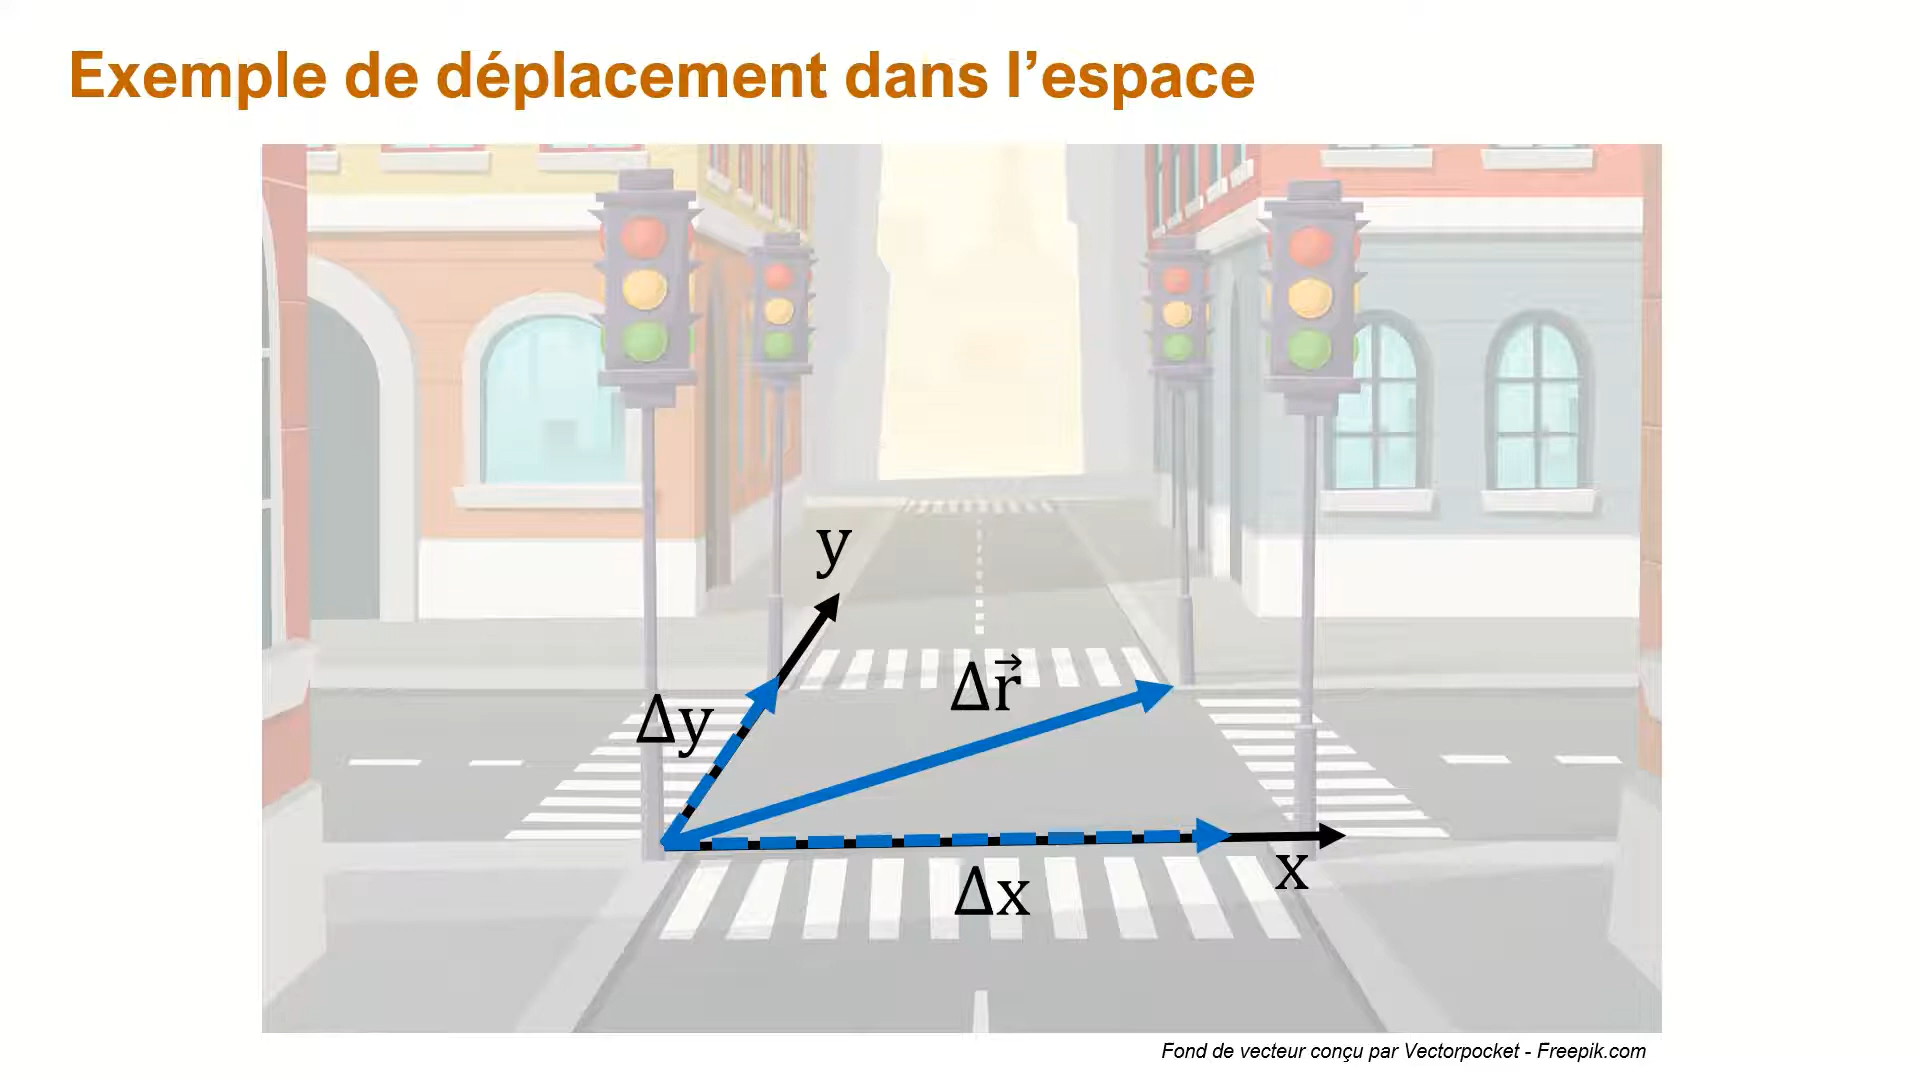 Exemple de déplacement dans l’espace
y
Δr⃗
Δy
x
Δx
Fond de vecteur conçu par Vectorpocket - Freepik.com